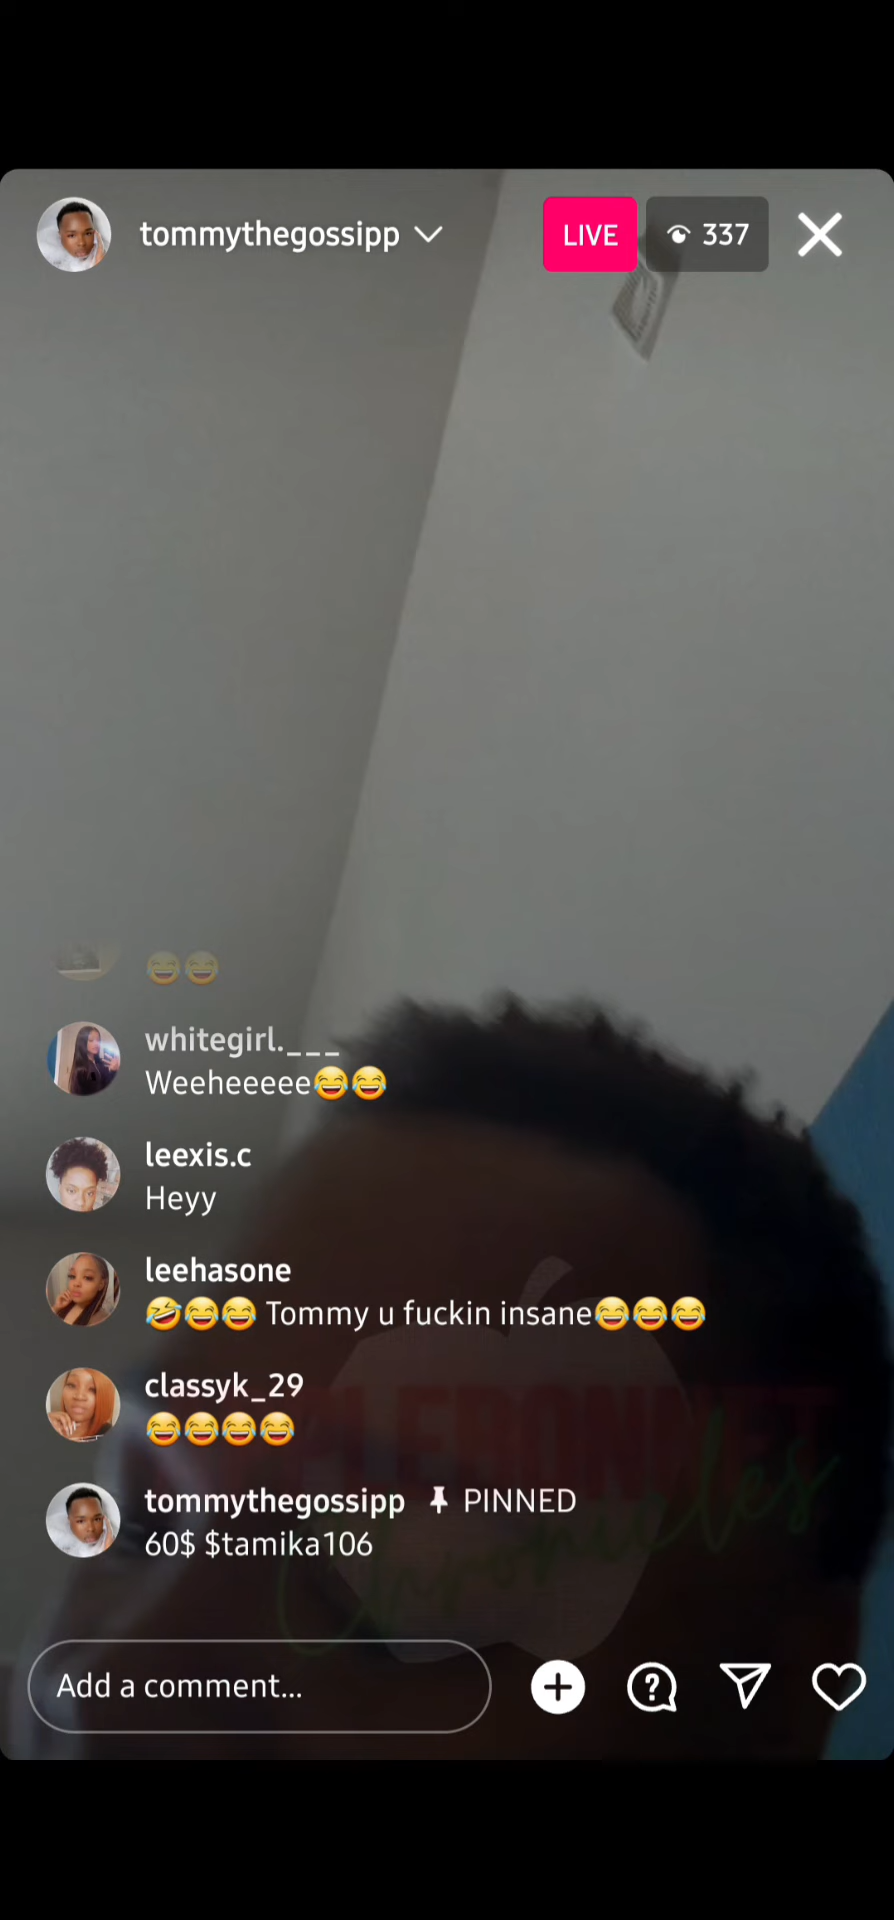 tommythegossipp
LIVE
337
whitegirl.___
Weeheeeee😂😂
leexis.c
Heyy
leehasone
🤣😂😂 Tommy u fuckin insane😂😂😂
classyk_29
😂😂😂😂
tommythegossipp PINNED
60$ $tamika106
Add a comment...
Chronicles